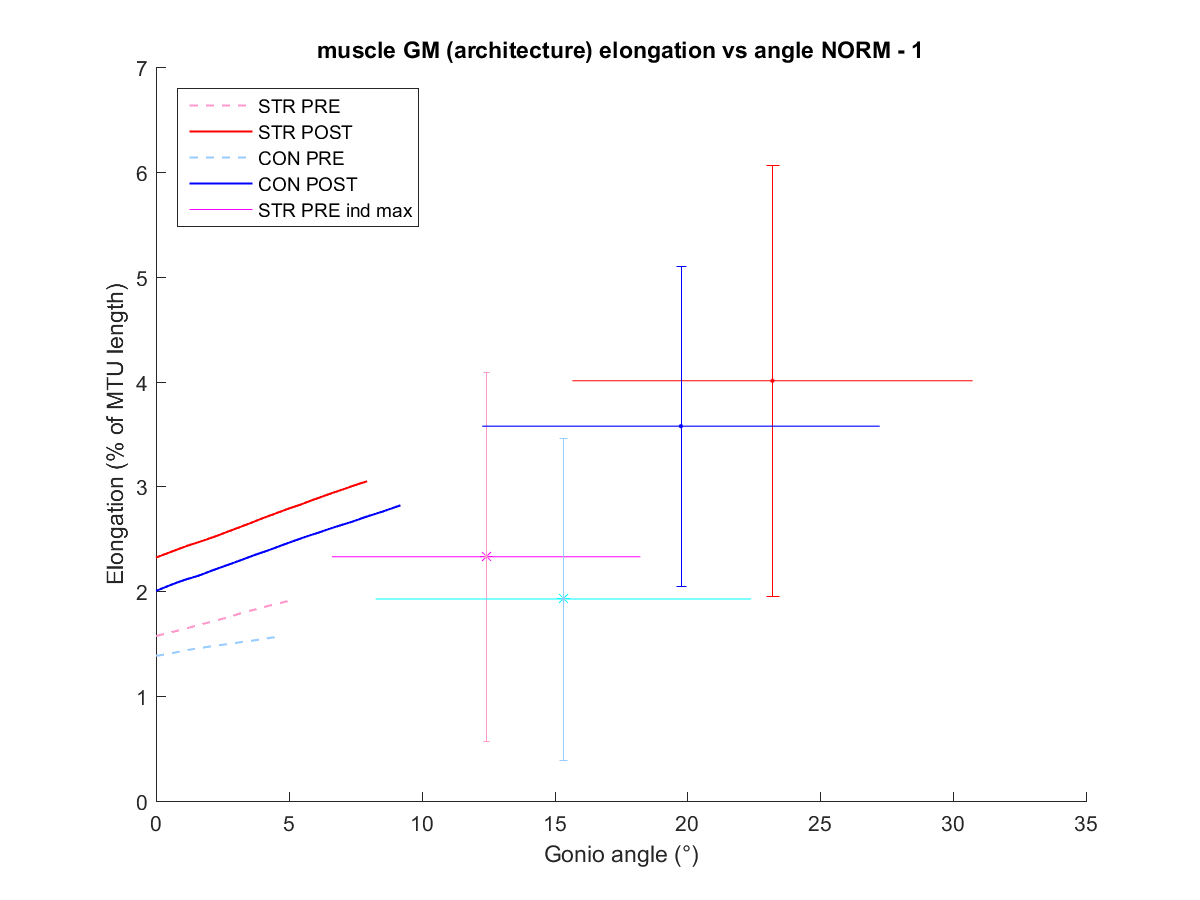 muscle GM (architecture) elongation vs angle NORM - 1
7
6
5
4
3
2
1
0
Elongation (% of MTU length)
STR PRE
STR POST
CON PRE
CON POST
STR PRE ind max
0 5 10 15 20 25 30 35
Gonio angle (°)